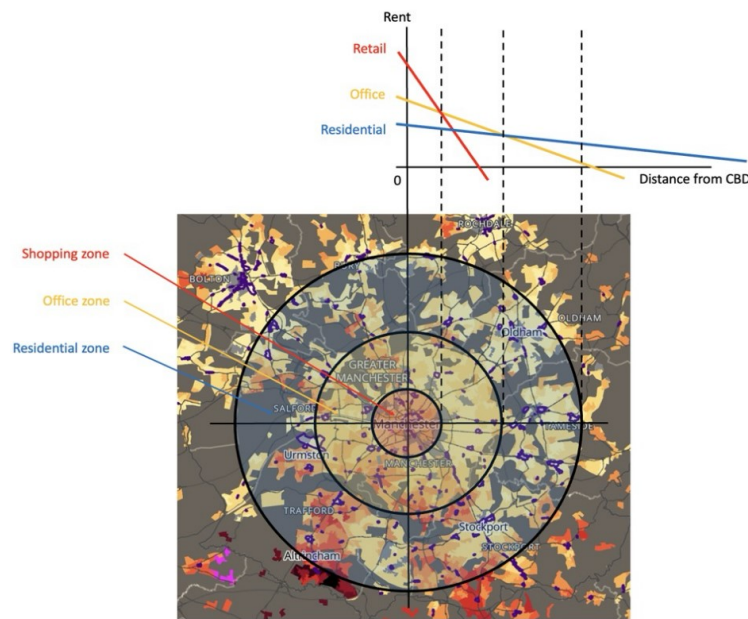 Rent
Retail
Office
Residential
0
Distance from CBD
Shopping zone
Office zone
Residential zone
ROCHDALE
BURY
BOLTON
OLDHAM
Oldham
GREATER
MANCHESTER
SALFORD
Manchester
TAMESIDE
Urmston
MANCHESTER
TRAFFORD
Stockport
STOCKPORT
Altrincham